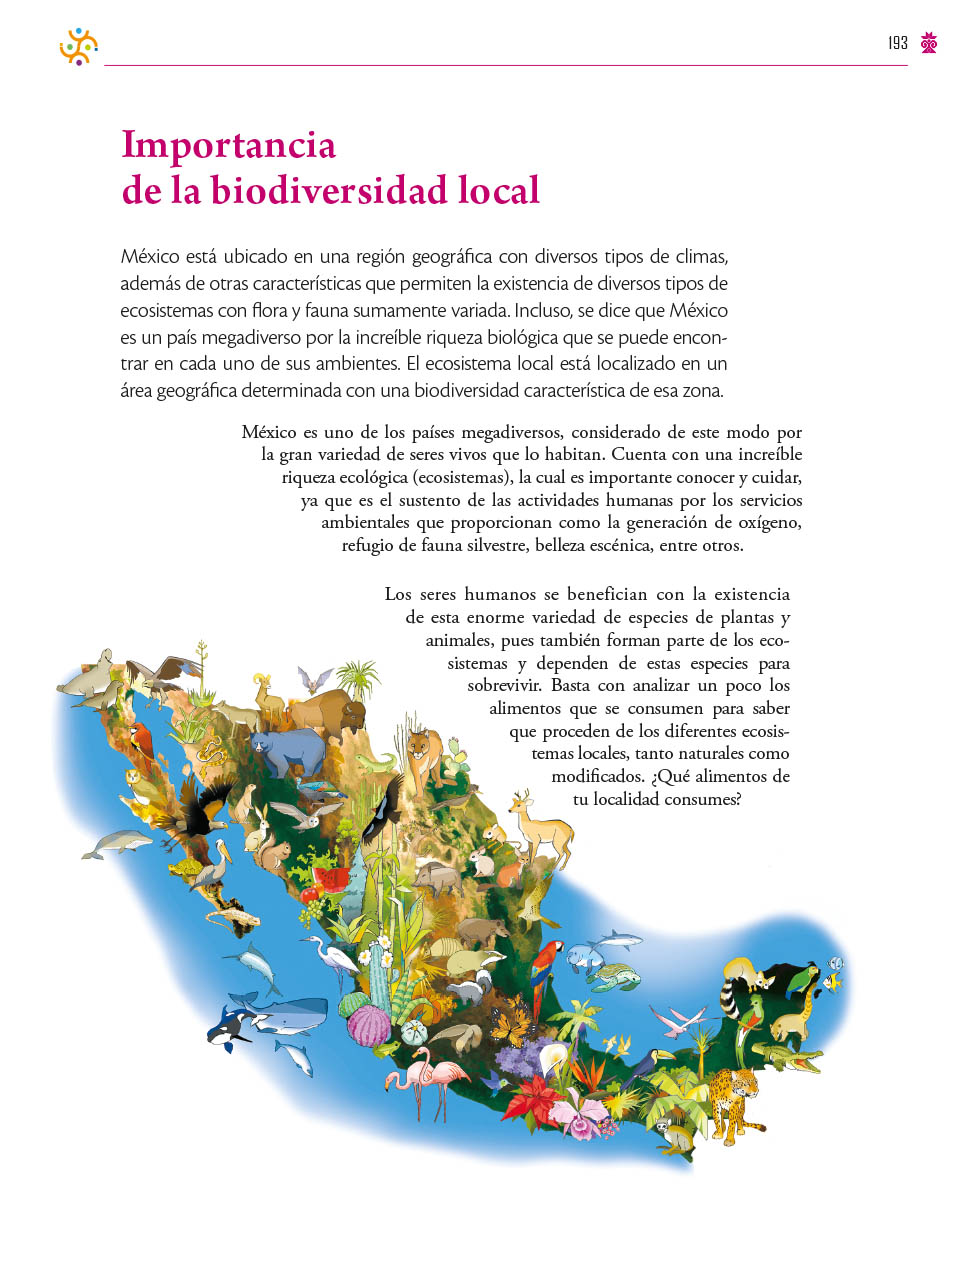 193
Importancia
de la biodiversidad local
México está ubicado en una región geográfica con diversos tipos de climas,
además de otras características que permiten la existencia de diversos tipos de
ecosistemas con flora y fauna sumamente variada. Incluso, se dice que México
es un país megadiverso por la increíble riqueza biológica que se puede encon-
trar en cada uno de sus ambientes. El ecosistema local está localizado en un
área geográfica determinada con una biodiversidad característica de esa zona.
México es uno de los países megadiversos, considerado de este modo por
la gran variedad de seres vivos que lo habitan. Cuenta con una increíble
riqueza ecológica (ecosistemas), la cual es importante conocer y cuidar,
ya que es el sustento de las actividades humanas por los servicios
ambientales que proporcionan como la generación de oxígeno,
refugio de fauna silvestre, belleza escénica, entre otros.
Los seres humanos se benefician con la existencia
de esta enorme variedad de especies de plantas y
animales, pues también forman parte de los eco-
sistemas y dependen de estas especies para
sobrevivir. Basta con analizar un poco los
alimentos que se consumen para saber
que proceden de los diferentes ecosis-
temas locales, tanto naturales como
modificados. ¿Qué alimentos de
tu localidad consumes?